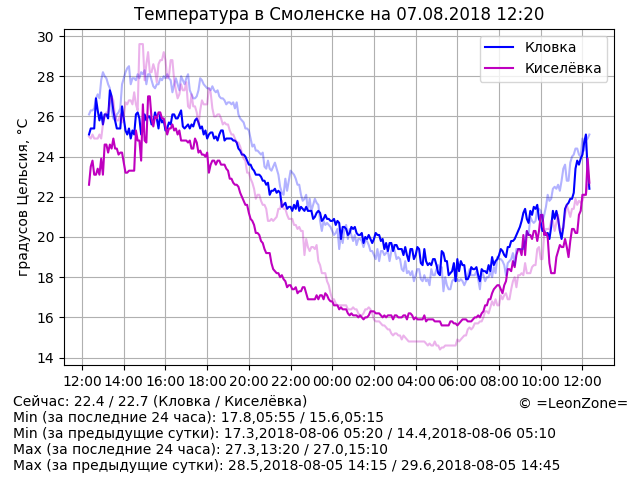 Температура в Смоленске на 07.08.2018 12:20
Кловка
Киселёвка
градусов Цельсия, °C
30
28
26
24
22
20
18
16
14
12:00 14:00 16:00 18:00 20:00 22:00 00:00 02:00 04:00 06:00 08:00 10:00 12:00
Сейчас: 22.4 / 22.7 (Кловка / Киселёвка)
© =LeonZone=
Min (за последние 24 часа): 17.8,05:55 / 15.6,05:15
Min (за предыдущие сутки): 17.3,2018-08-06 05:20 / 14.4,2018-08-06 05:10
Max (за последние 24 часа): 27.3,13:20 / 27.0,15:10
Max (за предыдущие сутки): 28.5,2018-08-05 14:15 / 29.6,2018-08-05 14:45